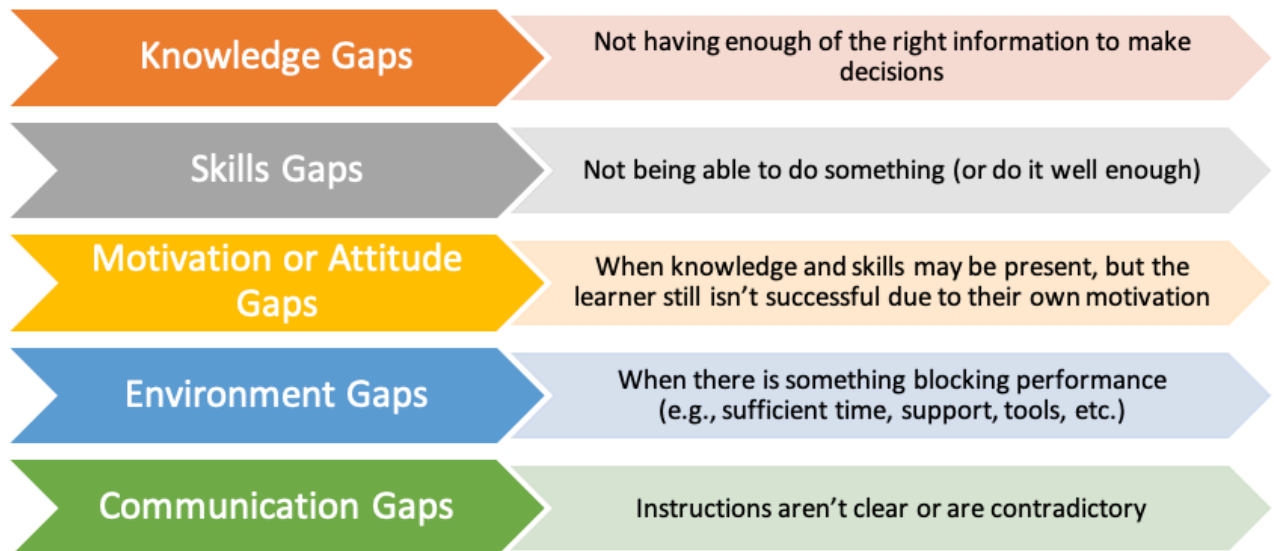 Knowledge Gaps
Not having enough of the right information to make
decisions
Skills Gaps
Not being able to do something (or do it well enough)
Motivation or Attitude
Gaps
When knowledge and skills may be present, but the
learner still isn’t successful due to their own motivation
Environment Gaps
When there is something blocking performance
(e.g., sufficient time, support, tools, etc.)
Communication Gaps
Instructions aren’t clear or are contradictory